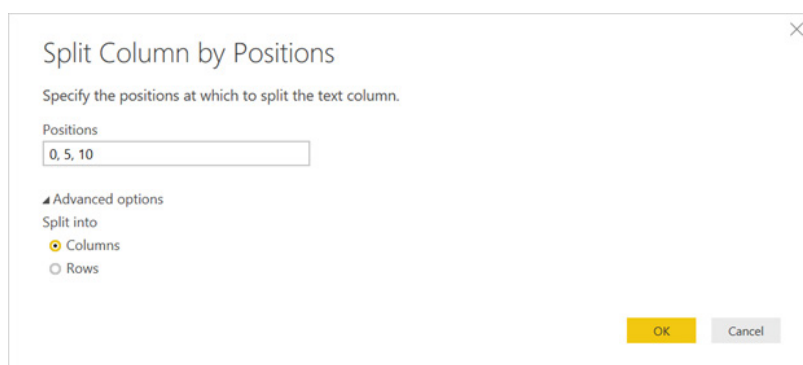 Split Column by Positions
Specify the positions at which to split the text column.
Positions
0, 5, 10
Advanced options
Split into
Columns
Rows
OK
Cancel